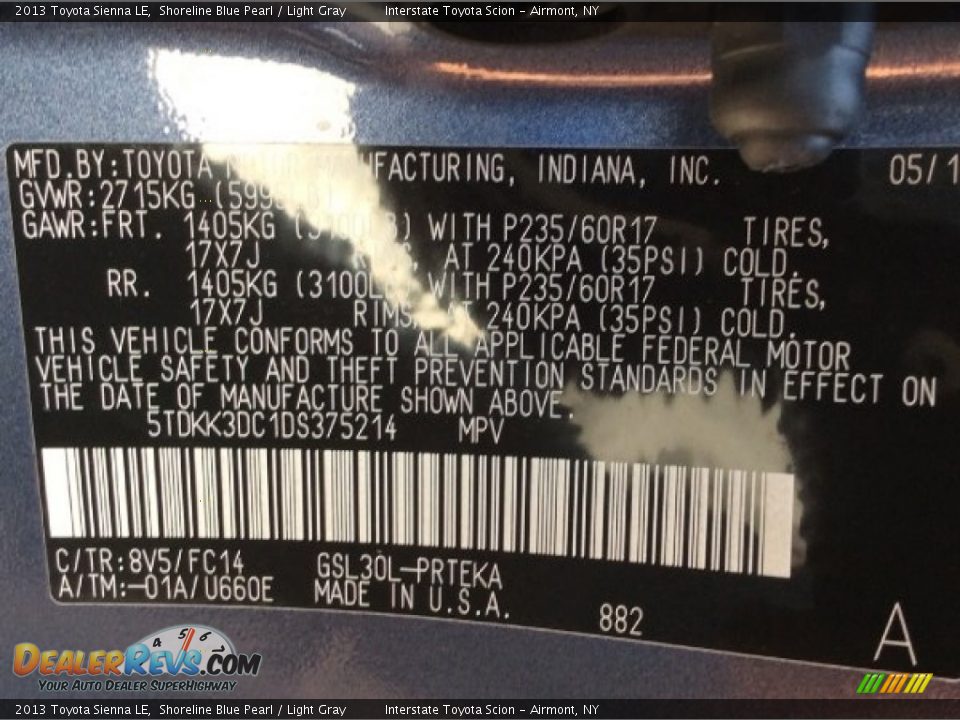 2013 Toyota Sienna LE, Shoreline Blue Pearl / Light Gray Interstate Toyota Scion - Airmont, NY
MFD.BY:TOYOTA MANUFACTURING, INDIANA, INC. 05/1
GVWR:2715KG
GAWR:FRT. 1405KG WITH P235/60R17 TIRES,
17X7J AT 240KPA (35PSI) COLD.
RR. 1405KG WITH P235/60R17 TIRES,
17X7J RIMS, AT 240KPA (35PSI) COLD.
THIS VEHICLE CONFORMS TO ALL APPLICABLE FEDERAL MOTOR
VEHICLE SAFETY AND THEFT PREVENTION STANDARDS IN EFFECT ON
THE DATE OF MANUFACTURE SHOWN ABOVE.
5TDKK3DC1DS375214 MPV
C/TR:8V5/FC14 GSL30L-PRTEKA
A/TM:-01A/U660E MADE IN U.S.A.
882
A
4 5 6
DEALERREVS.COM
YOUR AUTO DEALER SUPERHIGHWAY
2013 Toyota Sienna LE, Shoreline Blue Pearl / Light Gray Interstate Toyota Scion - Airmont, NY